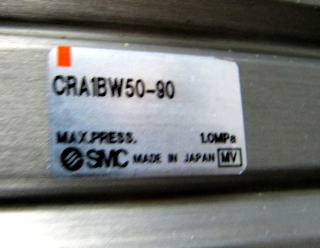 CRA1BW50-90
MAX.PRESS. 1.0MPa
SMC MADE IN JAPAN MV